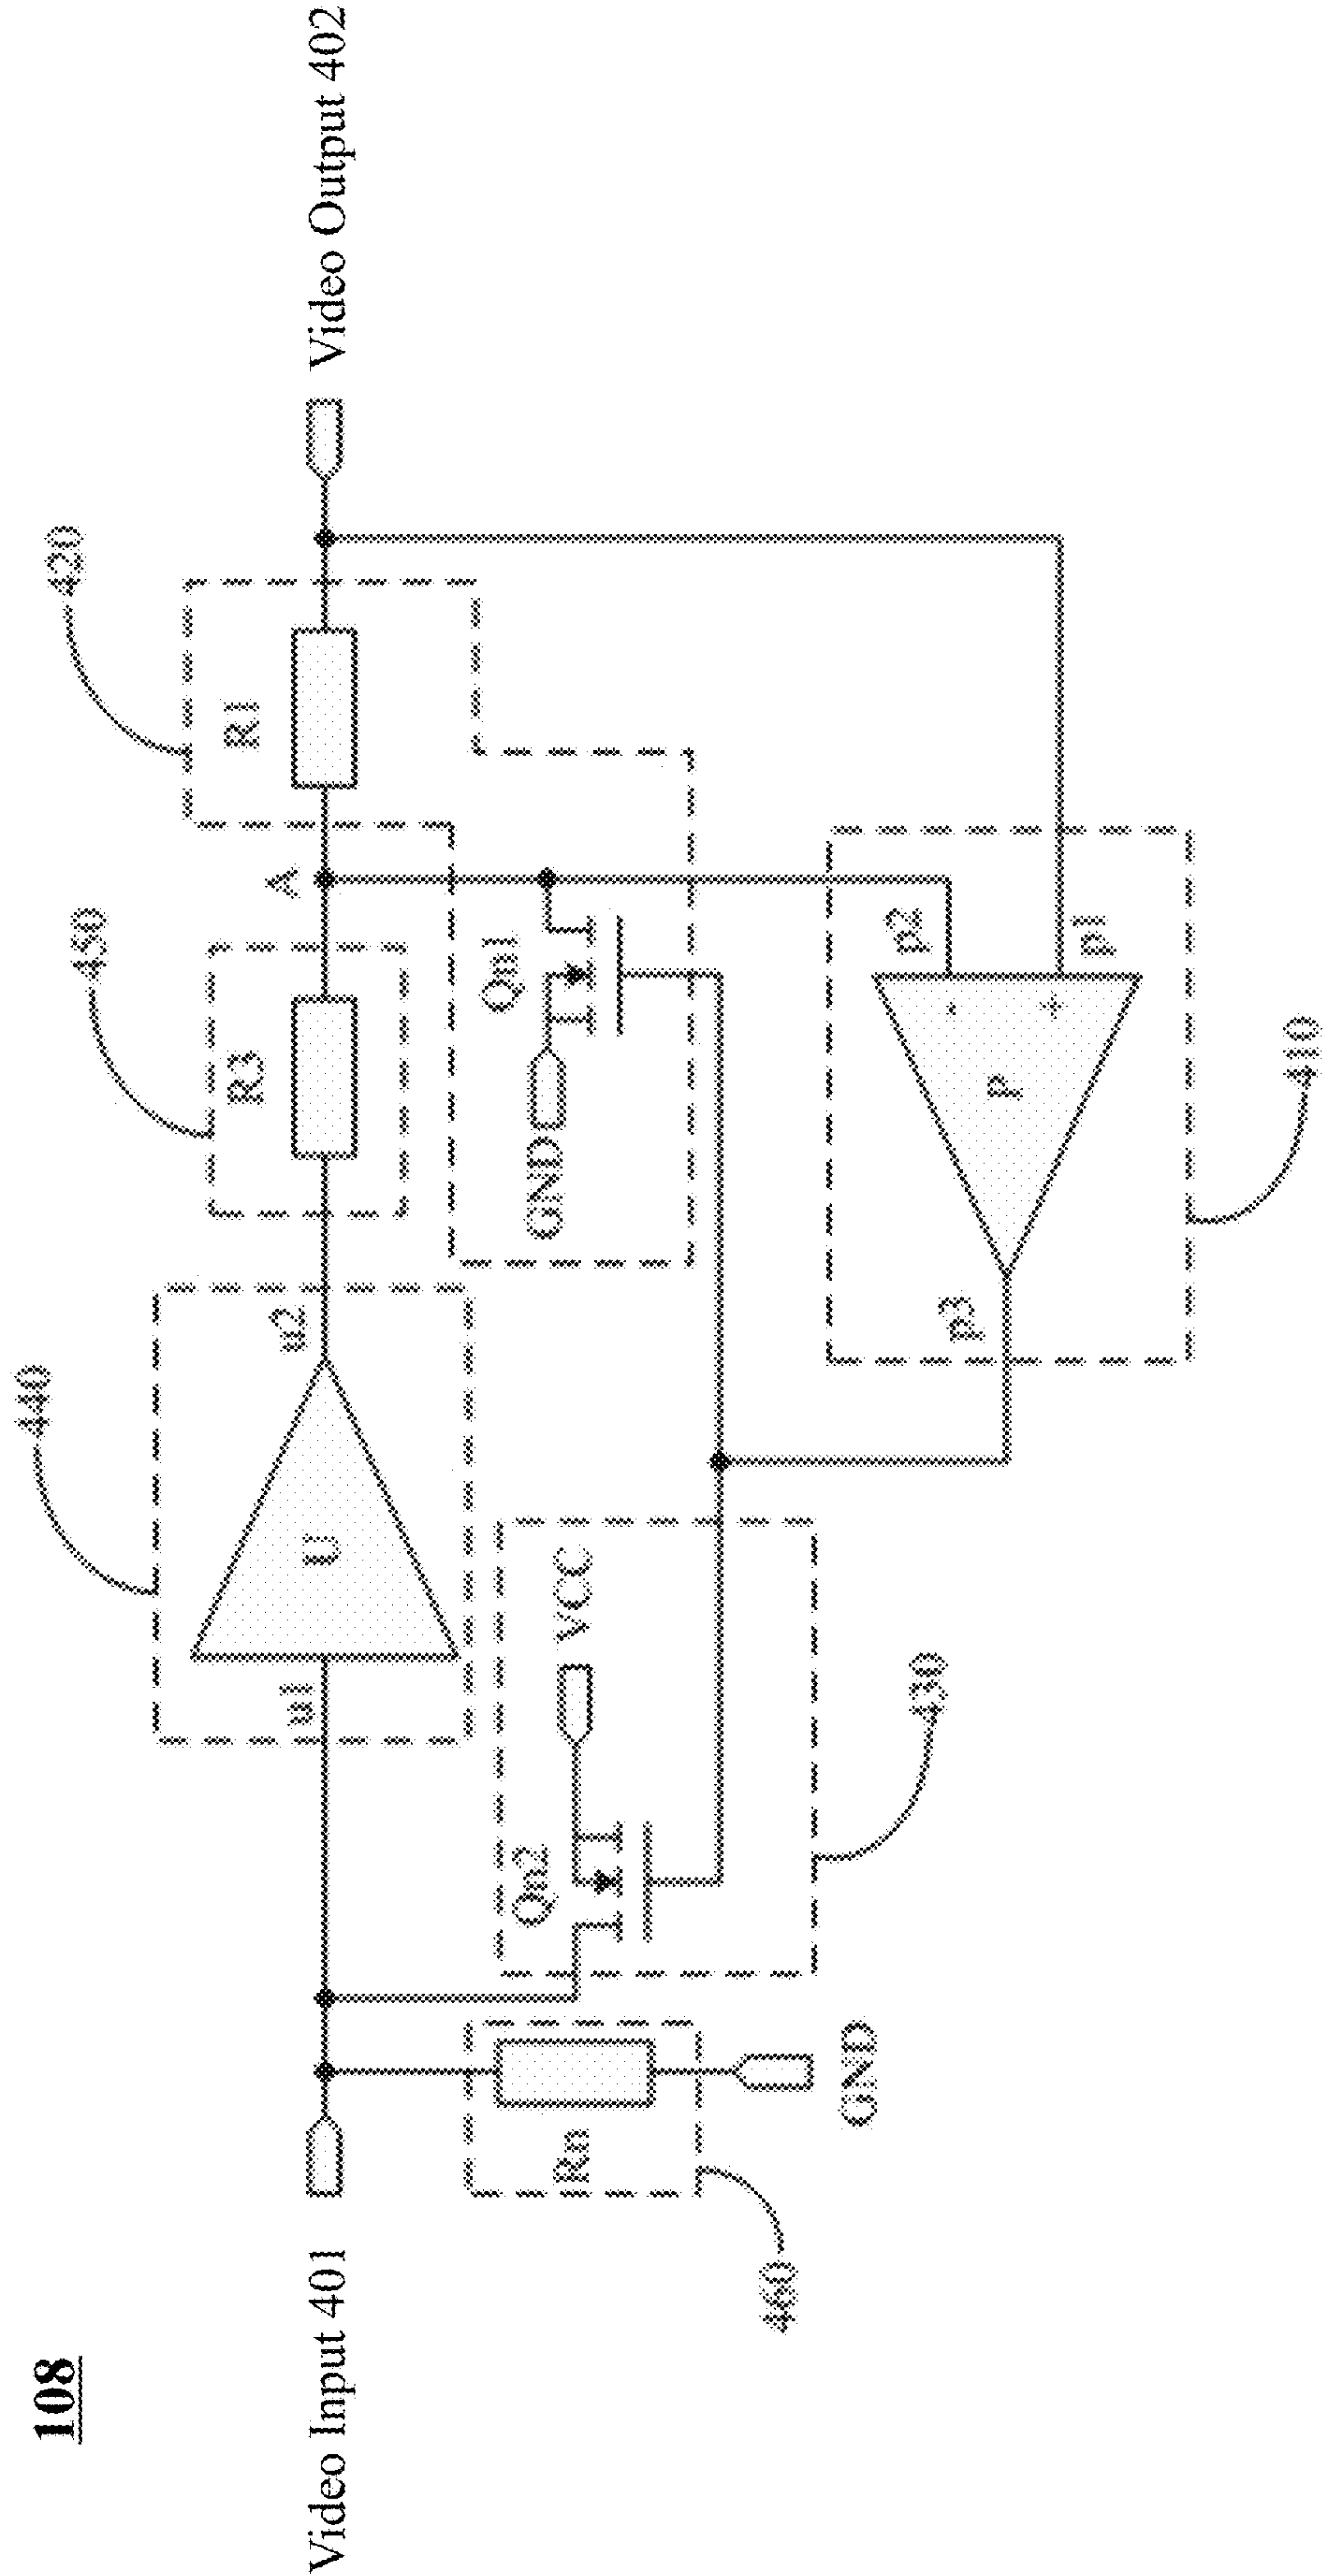 108
Video Input 401
Video Output 402
440
450
420
u1
U
u2
R3
A
R1
Rn
460
GND
Qn2
VCC
430
GND
Qn1
p3
P
-
+
p2
p1
410